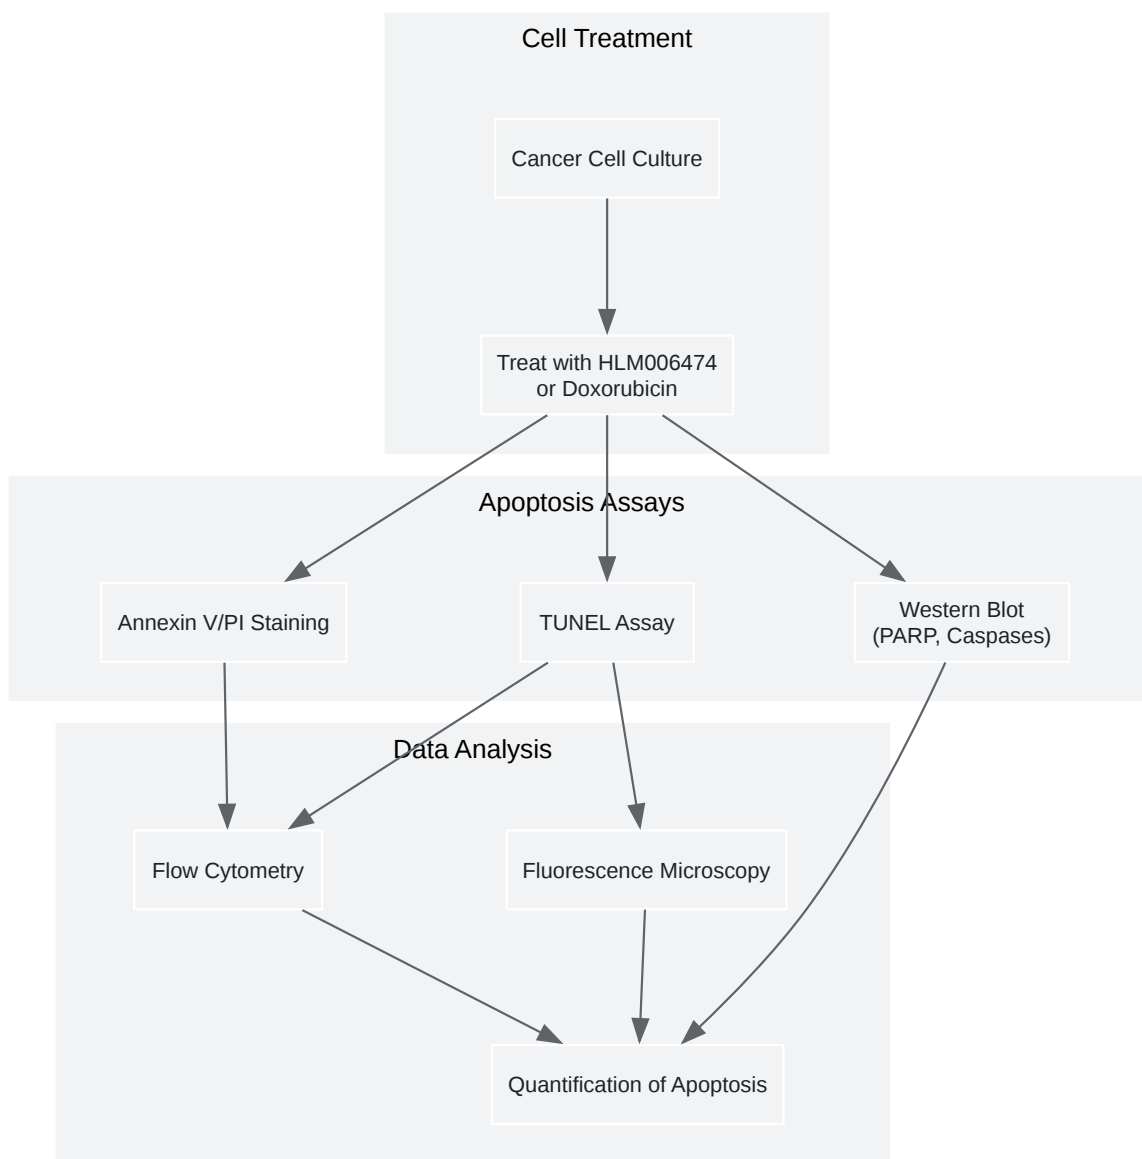 Cell Treatment
Cancer Cell Culture
Treat with HLM006474
or Doxorubicin
Apoptosis Assays
Annexin V/PI Staining
TUNEL Assay
Western Blot
(PARP, Caspases)
Data Analysis
Flow Cytometry
Fluorescence Microscopy
Quantification of Apoptosis